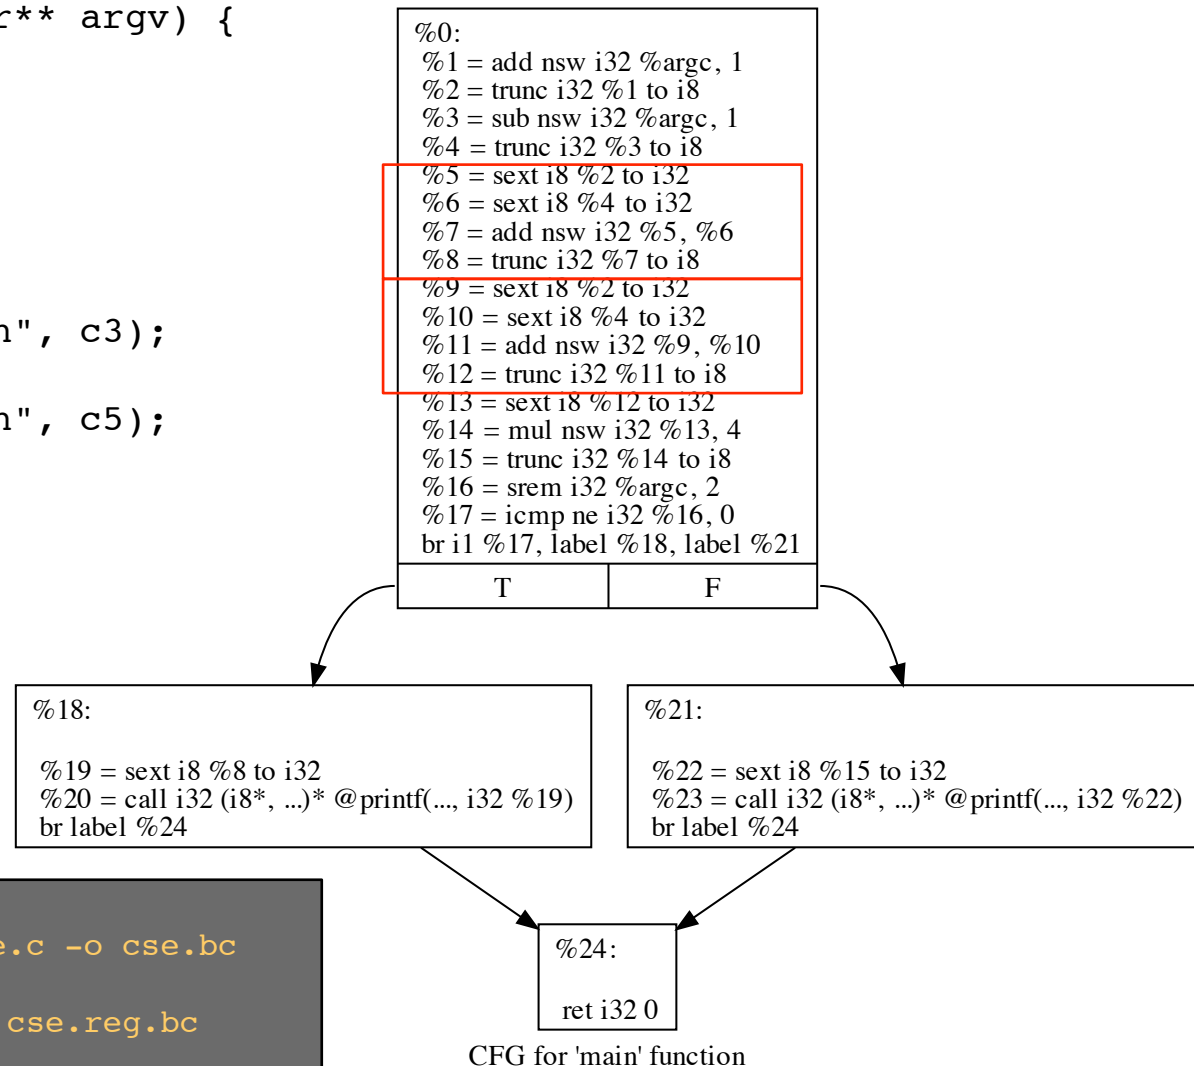 r** argv) {
n", c3);
n", c5);
%0:
%1 = add nsw i32 %argc, 1
%2 = trunc i32 %1 to i8
%3 = sub nsw i32 %argc, 1
%4 = trunc i32 %3 to i8
%5 = sext i8 %2 to i32
%6 = sext i8 %4 to i32
%7 = add nsw i32 %5, %6
%8 = trunc i32 %7 to i8
%9 = sext i8 %2 to i32
%10 = sext i8 %4 to i32
%11 = add nsw i32 %9, %10
%12 = trunc i32 %11 to i8
%13 = sext i8 %12 to i32
%14 = mul nsw i32 %13, 4
%15 = trunc i32 %14 to i8
%16 = srem i32 %argc, 2
%17 = icmp ne i32 %16, 0
br i1 %17, label %18, label %21
T F
%18:
%19 = sext i8 %8 to i32
%20 = call i32 (i8*, ...)* @printf(..., i32 %19)
br label %24
%21:
%22 = sext i8 %15 to i32
%23 = call i32 (i8*, ...)* @printf(..., i32 %22)
br label %24
e.c -o cse.bc
cse.reg.bc
%24:
ret i32 0
CFG for 'main' function